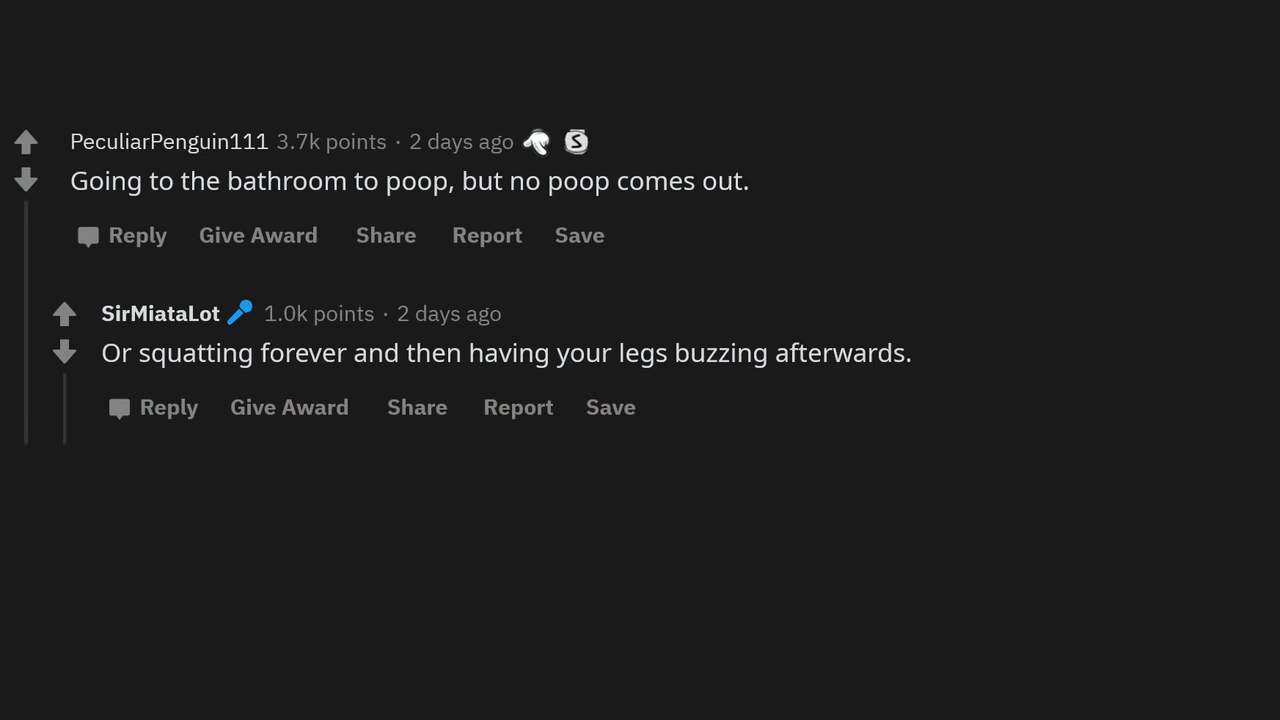 PeculiarPenguin111 3.7k points · 2 days ago
Going to the bathroom to poop, but no poop comes out.
Reply Give Award Share Report Save
SirMiataLot 1.0k points · 2 days ago
Or squatting forever and then having your legs buzzing afterwards.
Reply Give Award Share Report Save